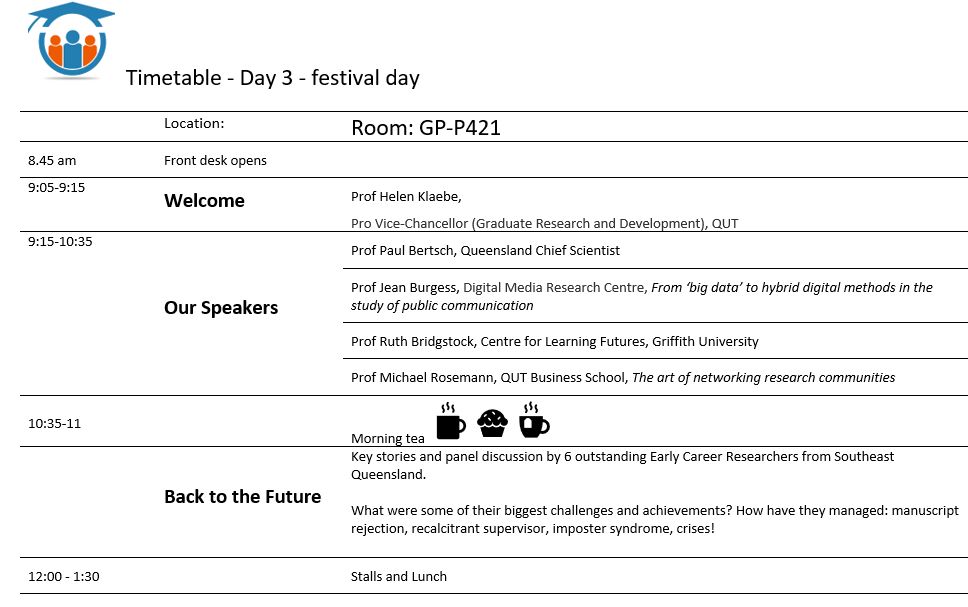 Timetable - Day 3 - festival day
Location:
Room: GP-P421
8.45 am
Front desk opens
9:05-9:15
Welcome
Prof Helen Klaebe,
Pro Vice-Chancellor (Graduate Research and Development), QUT
9:15-10:35
Our Speakers
Prof Paul Bertsch, Queensland Chief Scientist
Prof Jean Burgess, Digital Media Research Centre, From ‘big data’ to hybrid digital methods in the
study of public communication
Prof Ruth Bridgstock, Centre for Learning Futures, Griffith University
Prof Michael Rosemann, QUT Business School, The art of networking research communities
10:35-11
Morning tea
Back to the Future
Key stories and panel discussion by 6 outstanding Early Career Researchers from Southeast
Queensland.
What were some of their biggest challenges and achievements? How have they managed: manuscript
rejection, recalcitrant supervisor, imposter syndrome, crises!
12:00 - 1:30
Stalls and Lunch